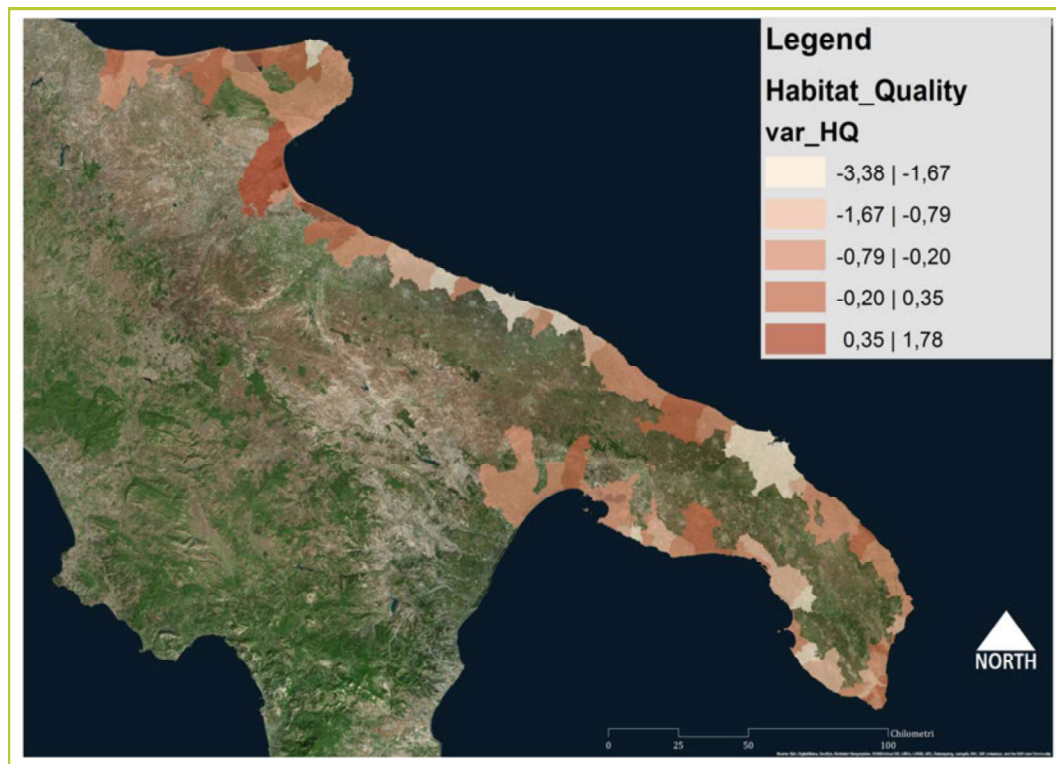 Legend
Habitat_Quality
var_HQ
-3,38 | -1,67
-1,67 | -0,79
-0,79 | -0,20
-0,20 | 0,35
0,35 | 1,78
NORTH
Chilometri
0 25 50 100